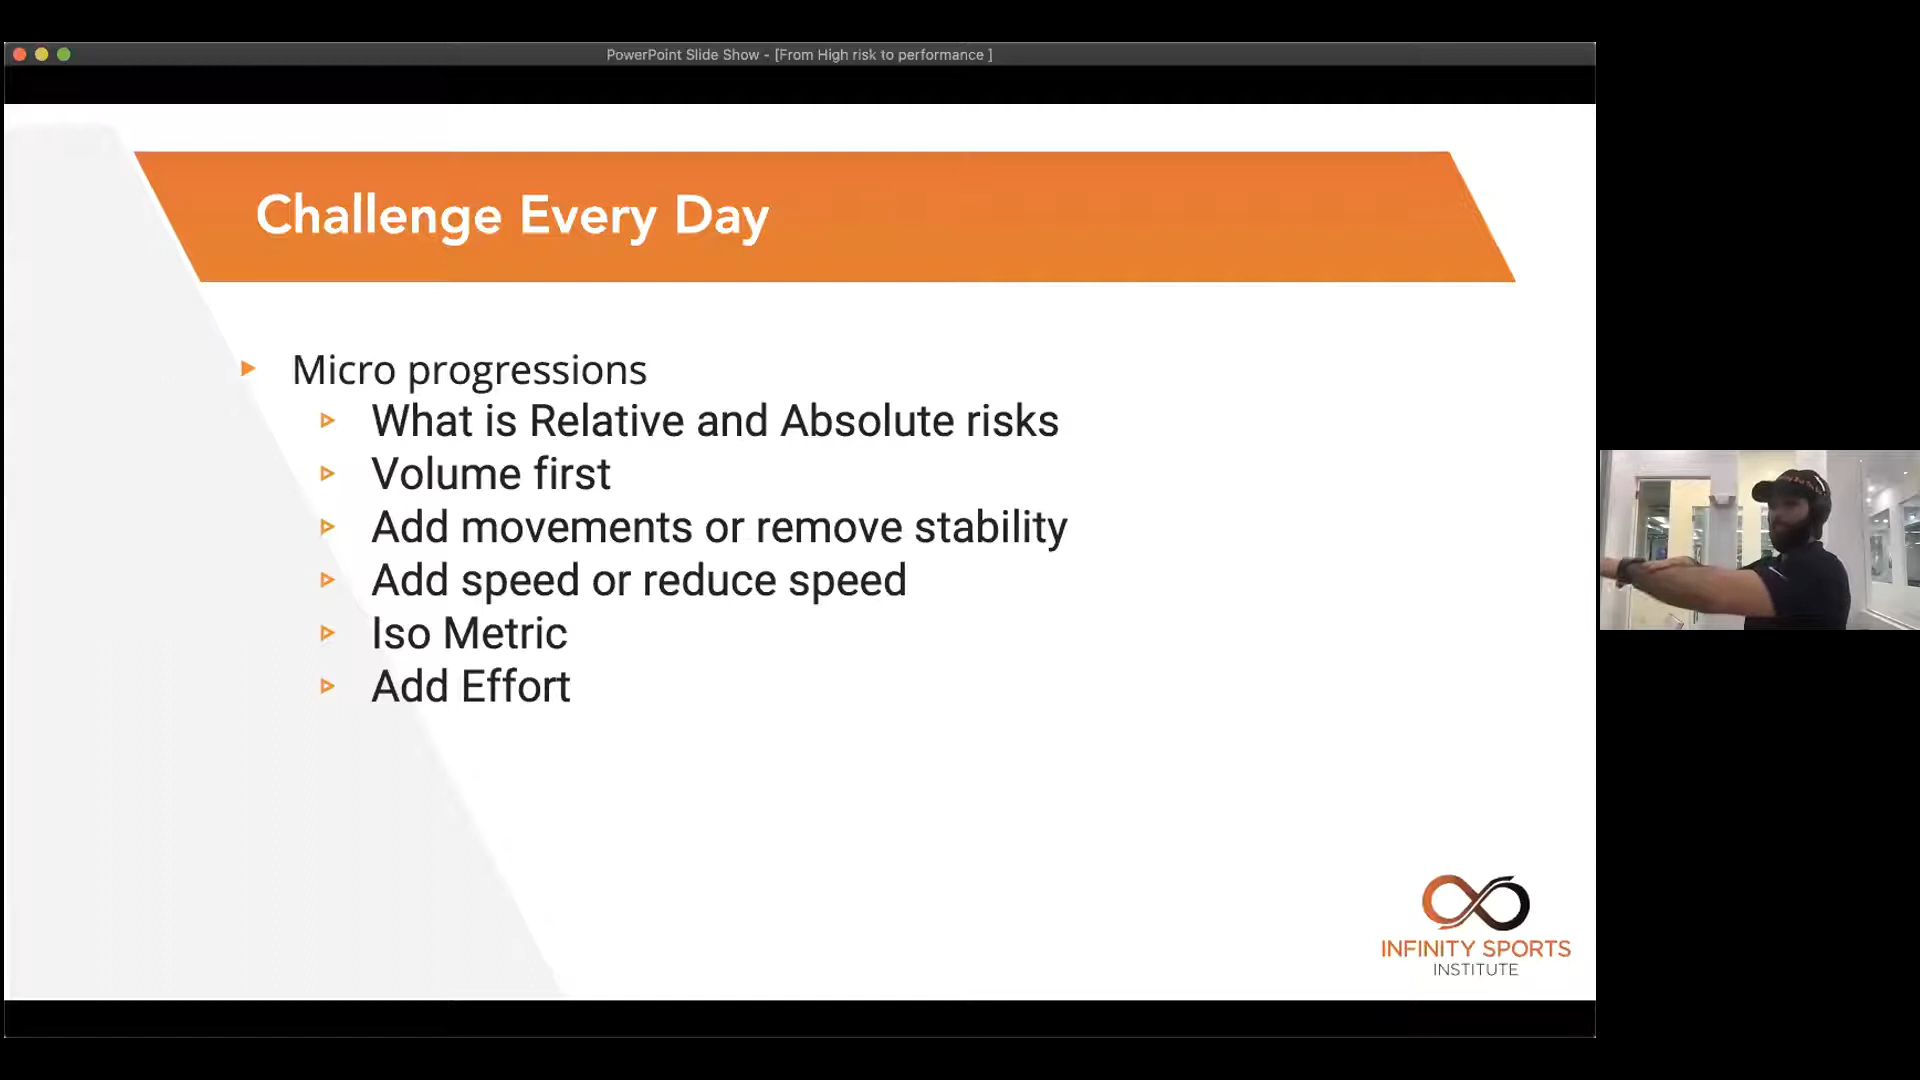 PowerPoint Slide Show - [From High risk to performance ]
Challenge Every Day
Micro progressions
What is Relative and Absolute risks
Volume first
Add movements or remove stability
Add speed or reduce speed
Iso Metric
Add Effort
INFINITY SPORTS
INSTITUTE